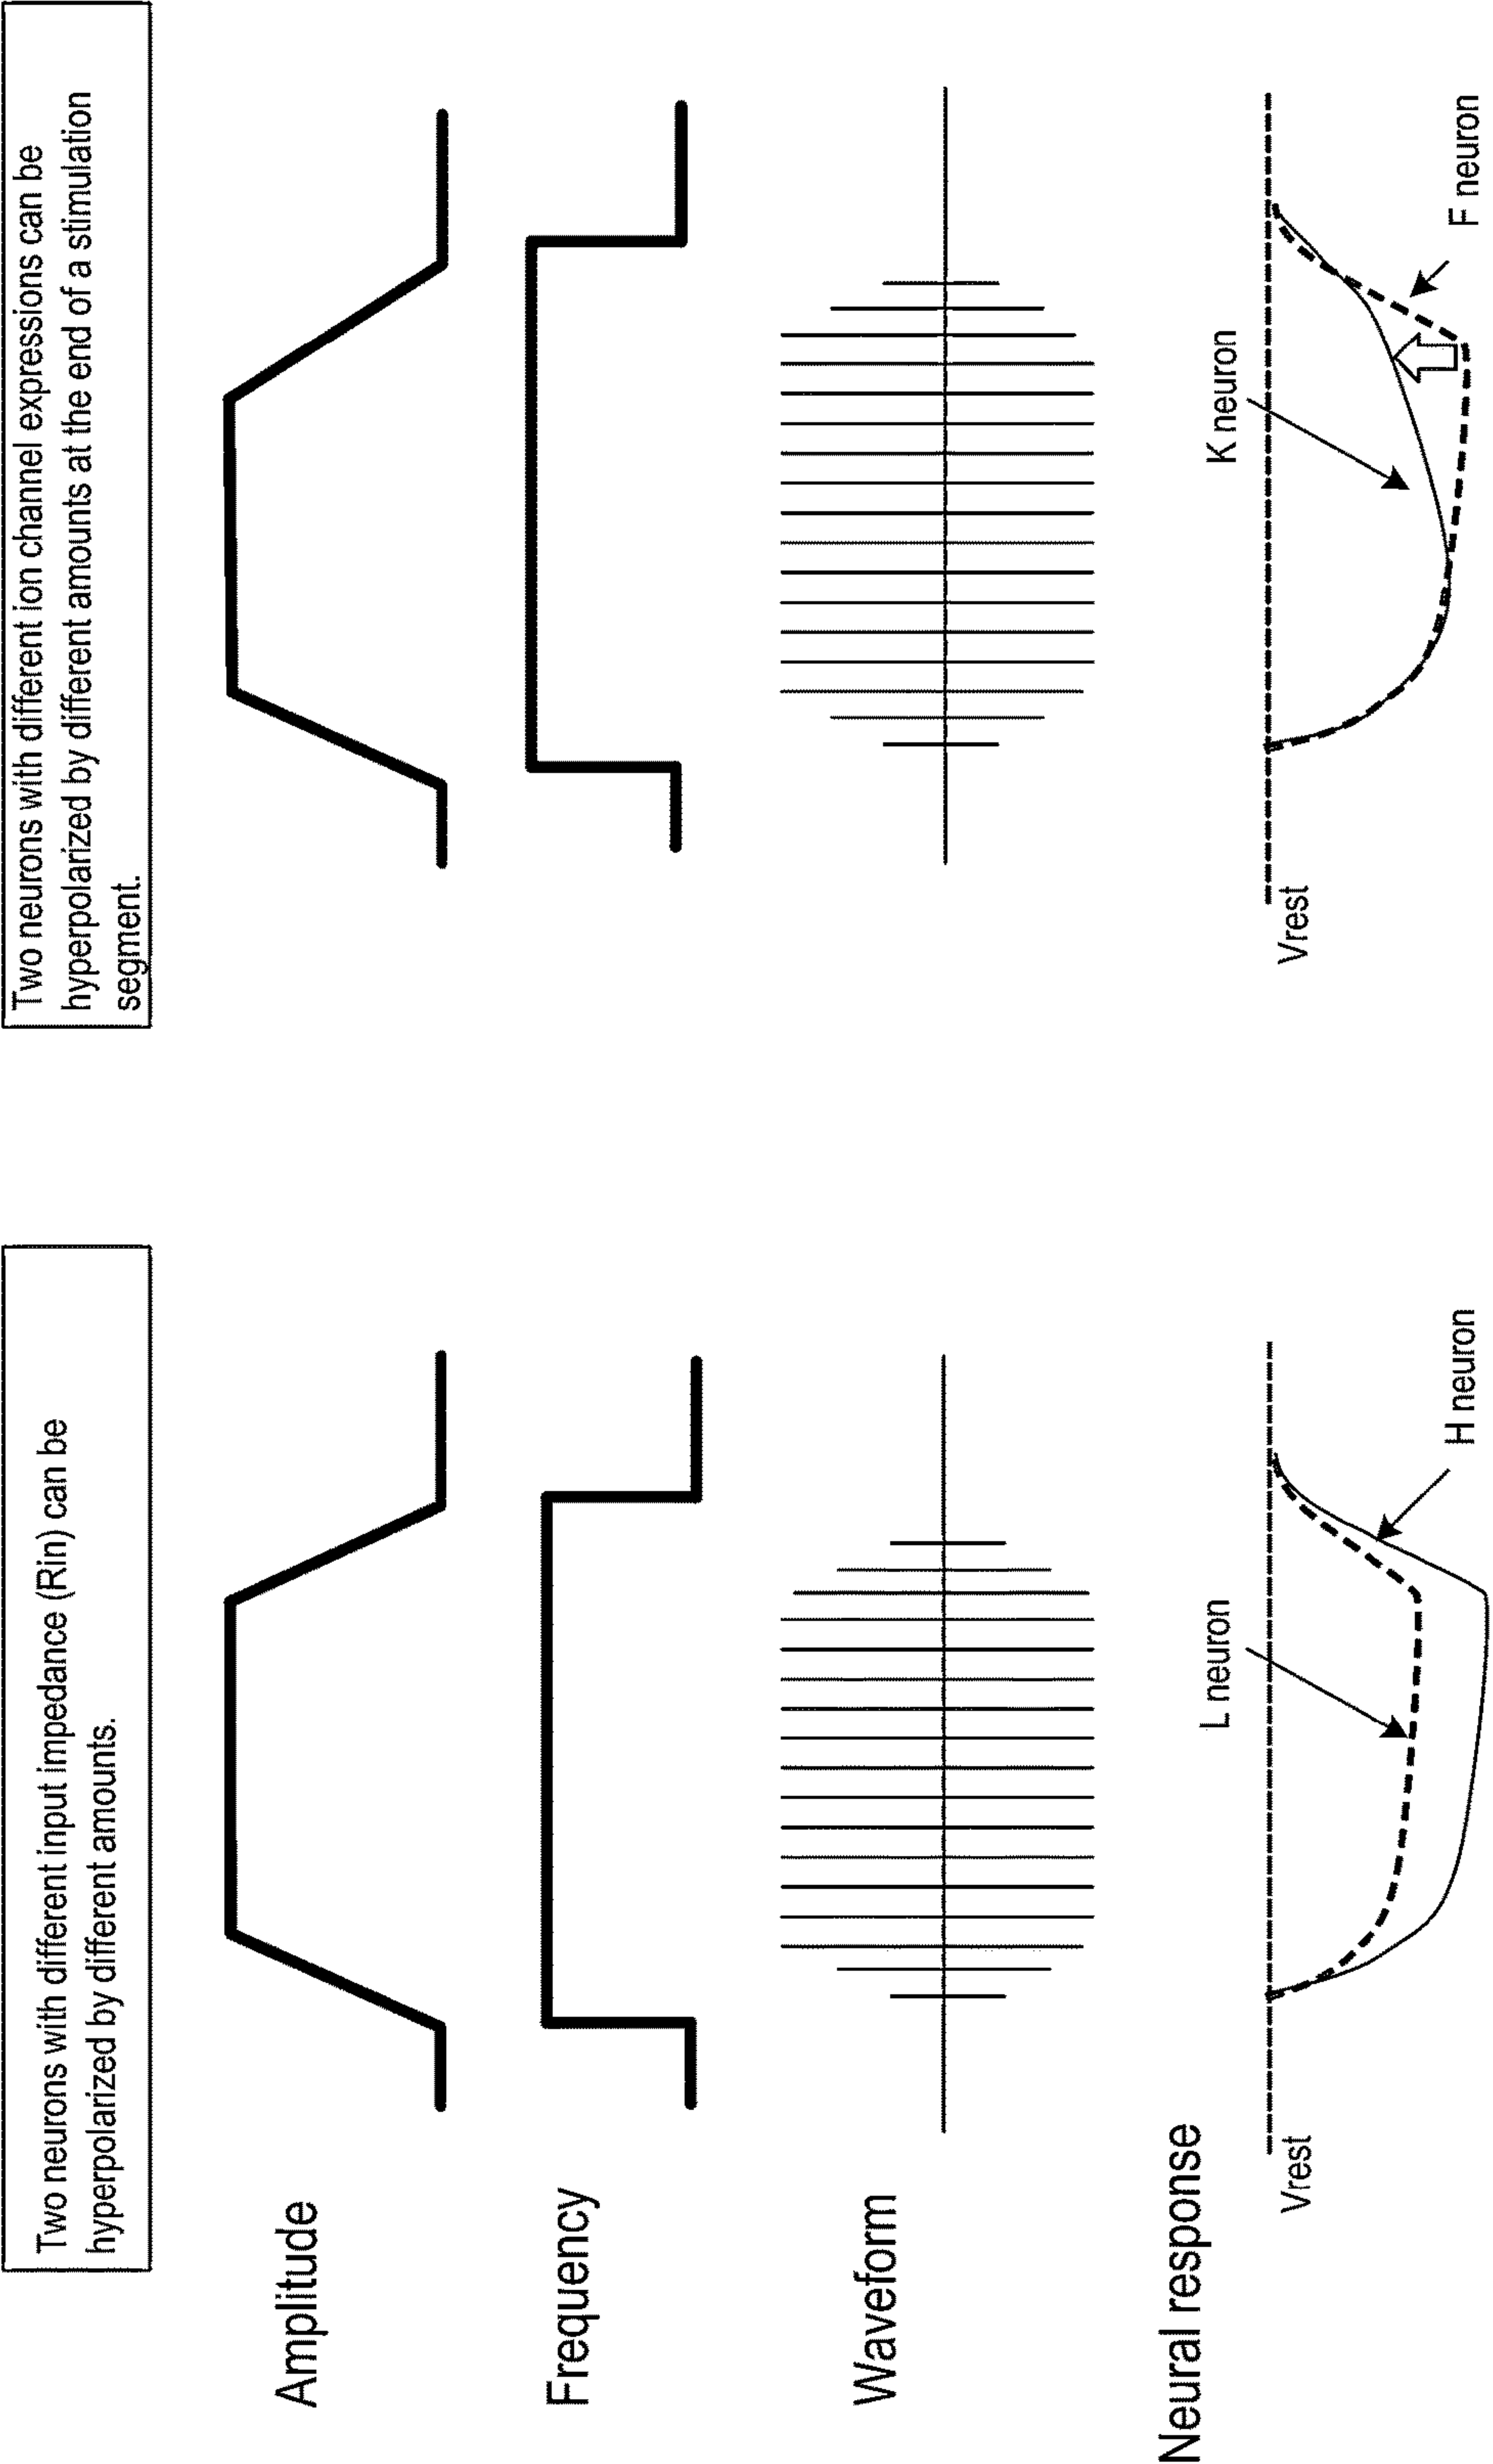 Two neurons with different input impedance (Rin) can be
hyperpolarized by different amounts.
Two neurons with different ion channel expressions can be
hyperpolarized by different amounts at the end of a stimulation
segment.
Amplitude
Frequency
Waveform
Neural response
Vrest
L neuron
H neuron
Vrest
K neuron
F neuron